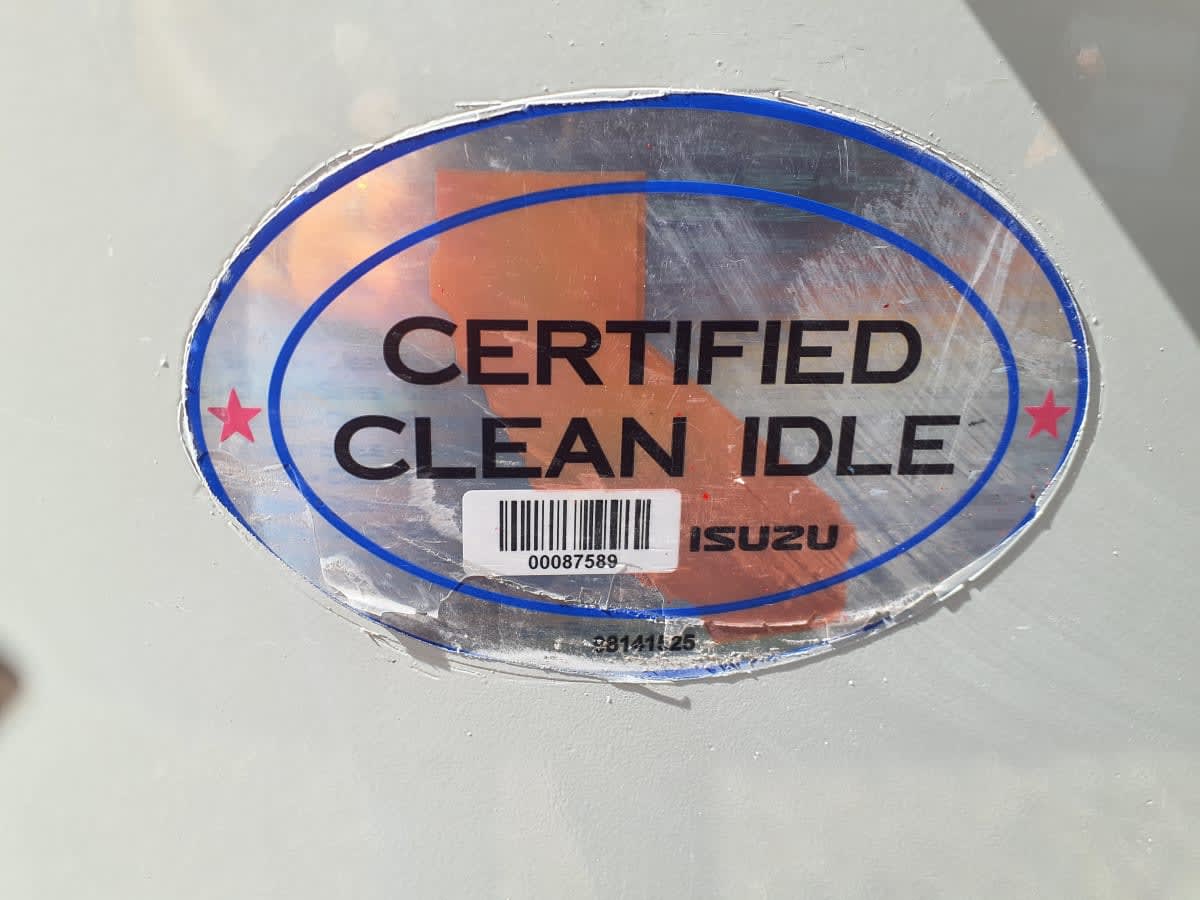 CERTIFIED
CLEAN IDLE
00087589
ISUZU